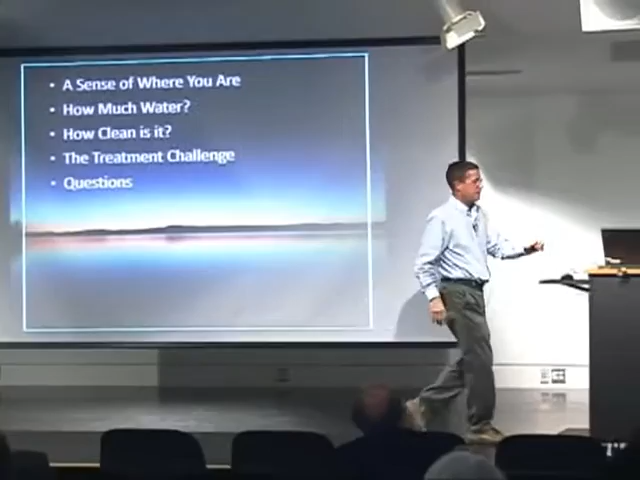 • A Sense of Where You Are
• How Much Water?
• How Clean is it?
• The Treatment Challenge
• Questions